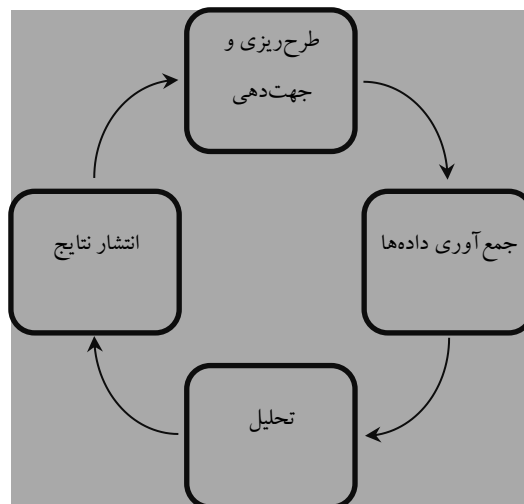 طرح‌ریزی و
جهت‌دهی
جمع‌آوری داده‌ها
تحلیل
انتشار نتایج